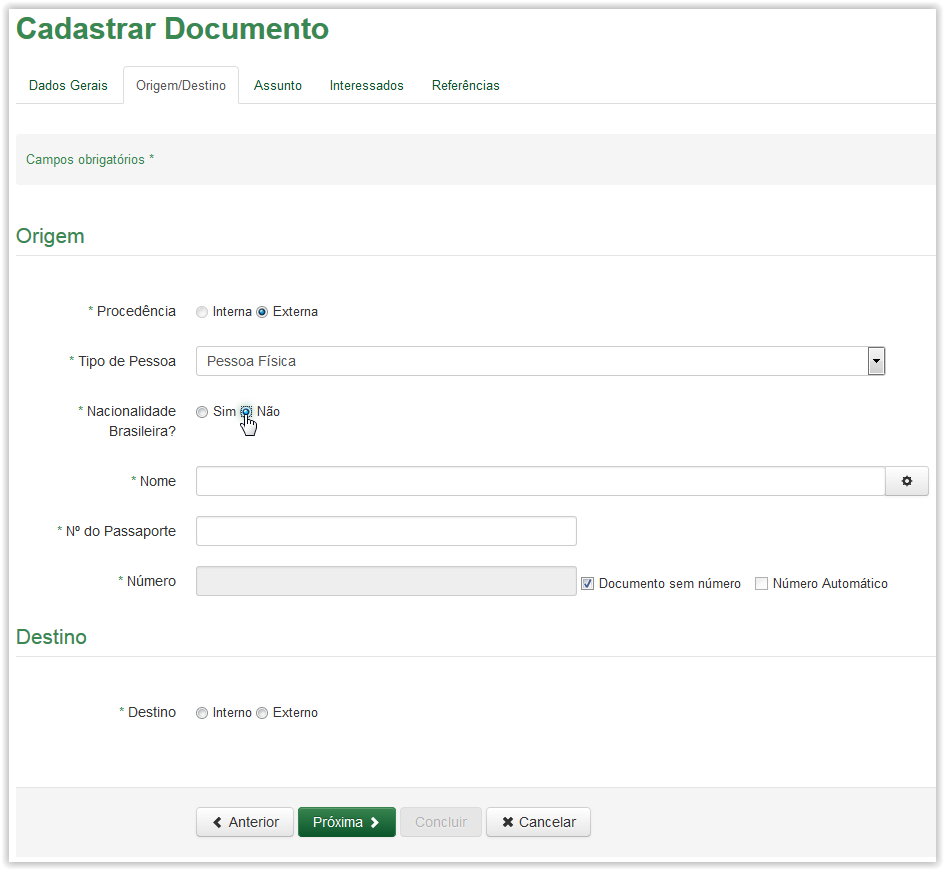 Cadastrar Documento
Dados Gerais Origem/Destino Assunto Interessados Referências
Campos obrigatórios *
Origem
* Procedência Interna Externa
* Tipo de Pessoa Pessoa Física
* Nacionalidade Brasileira? Sim Não
* Nome
* Nº do Passaporte
* Número Documento sem número Número Automático
Destino
* Destino Interno Externo
Anterior Próxima Concluir Cancelar